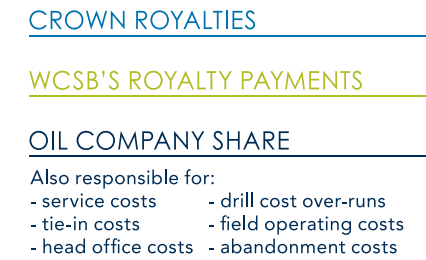 CROWN ROYALTIES
WCSB'S ROYALTY PAYMENTS
OIL COMPANY SHARE
Also responsible for:
- service costs - drill cost over-runs
- tie-in costs - field operating costs
- head office costs - abandonment costs